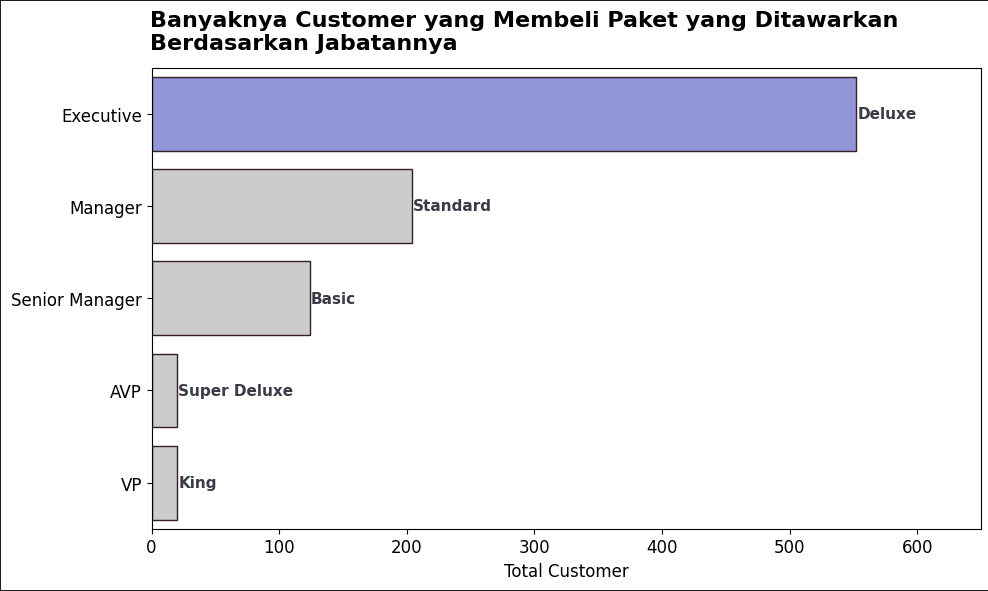 Banyaknya Customer yang Membeli Paket yang Ditawarkan
Berdasarkan Jabatannya
Executive
Deluxe
Manager
Standard
Senior Manager
Basic
AVP
Super Deluxe
VP
King
0 100 200 300 400 500 600
Total Customer